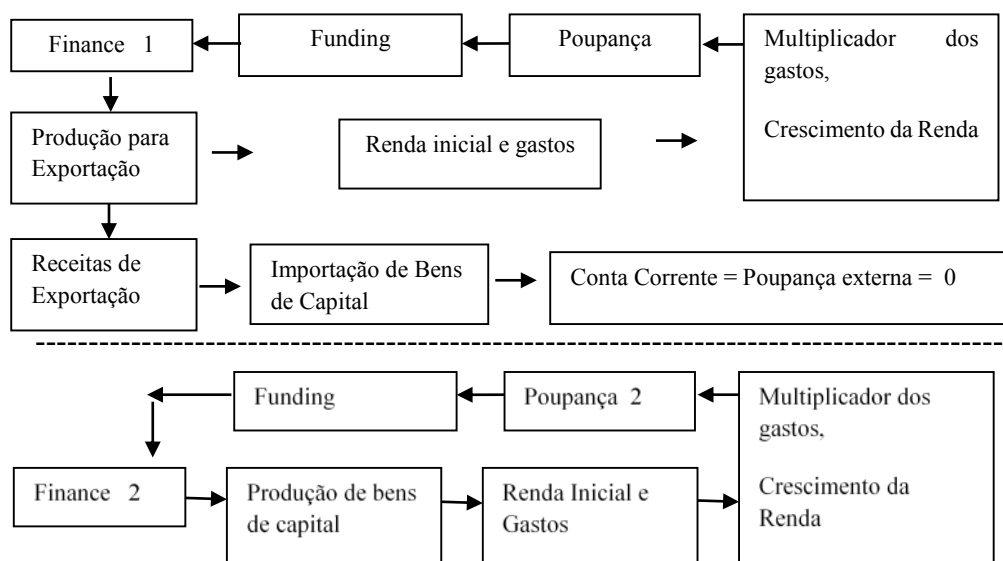 Finance 1
Funding
Poupança
Multiplicador dos
gastos,
Crescimento da Renda
Produção para
Exportação
Renda inicial e gastos
Receitas de
Exportação
Importação de Bens
de Capital
Conta Corrente = Poupança externa = 0
Funding
Poupança 2
Multiplicador dos
gastos,
Crescimento da
Renda
Finance 2
Produção de bens
de capital
Renda Inicial e
Gastos